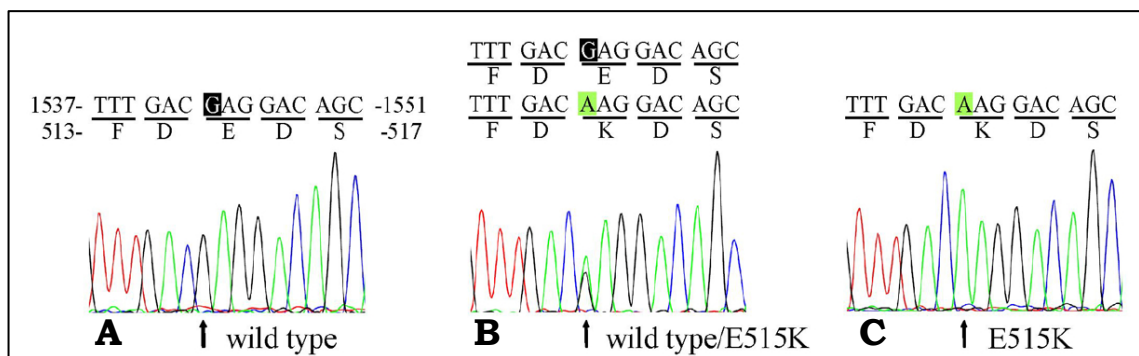 TTT GAC GAG GAC AGC
F D E D S
1537- TTT GAC GAG GAC AGC -1551
513- F D E D S -517
TTT GAC AAG GAC AGC
F D K D S
TTT GAC AAG GAC AGC
F D K D S
A wild type
B wild type/E515K
C E515K